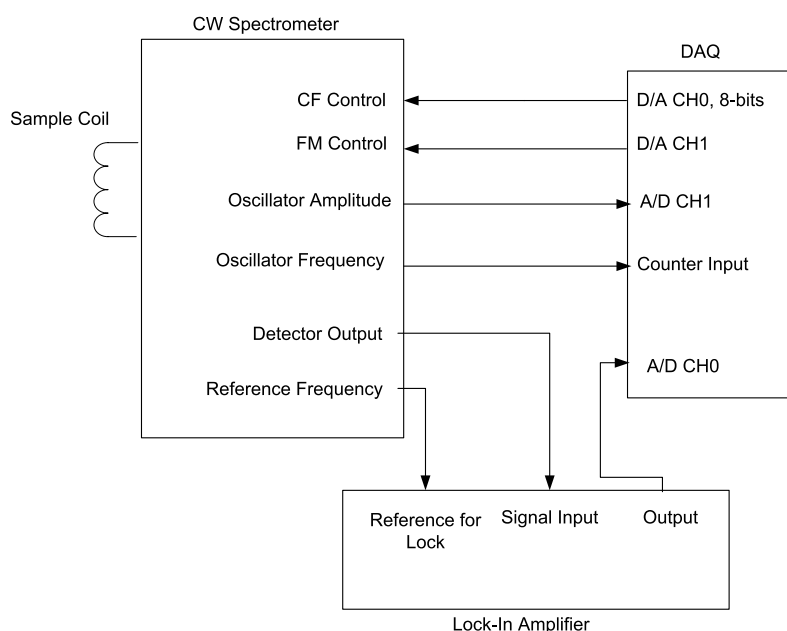 CW Spectrometer
DAQ
Sample Coil
CF Control
D/A CH0, 8-bits
FM Control
D/A CH1
Oscillator Amplitude
A/D CH1
Oscillator Frequency
Counter Input
Detector Output
A/D CH0
Reference Frequency
Reference for
Lock
Signal Input
Output
Lock-In Amplifier